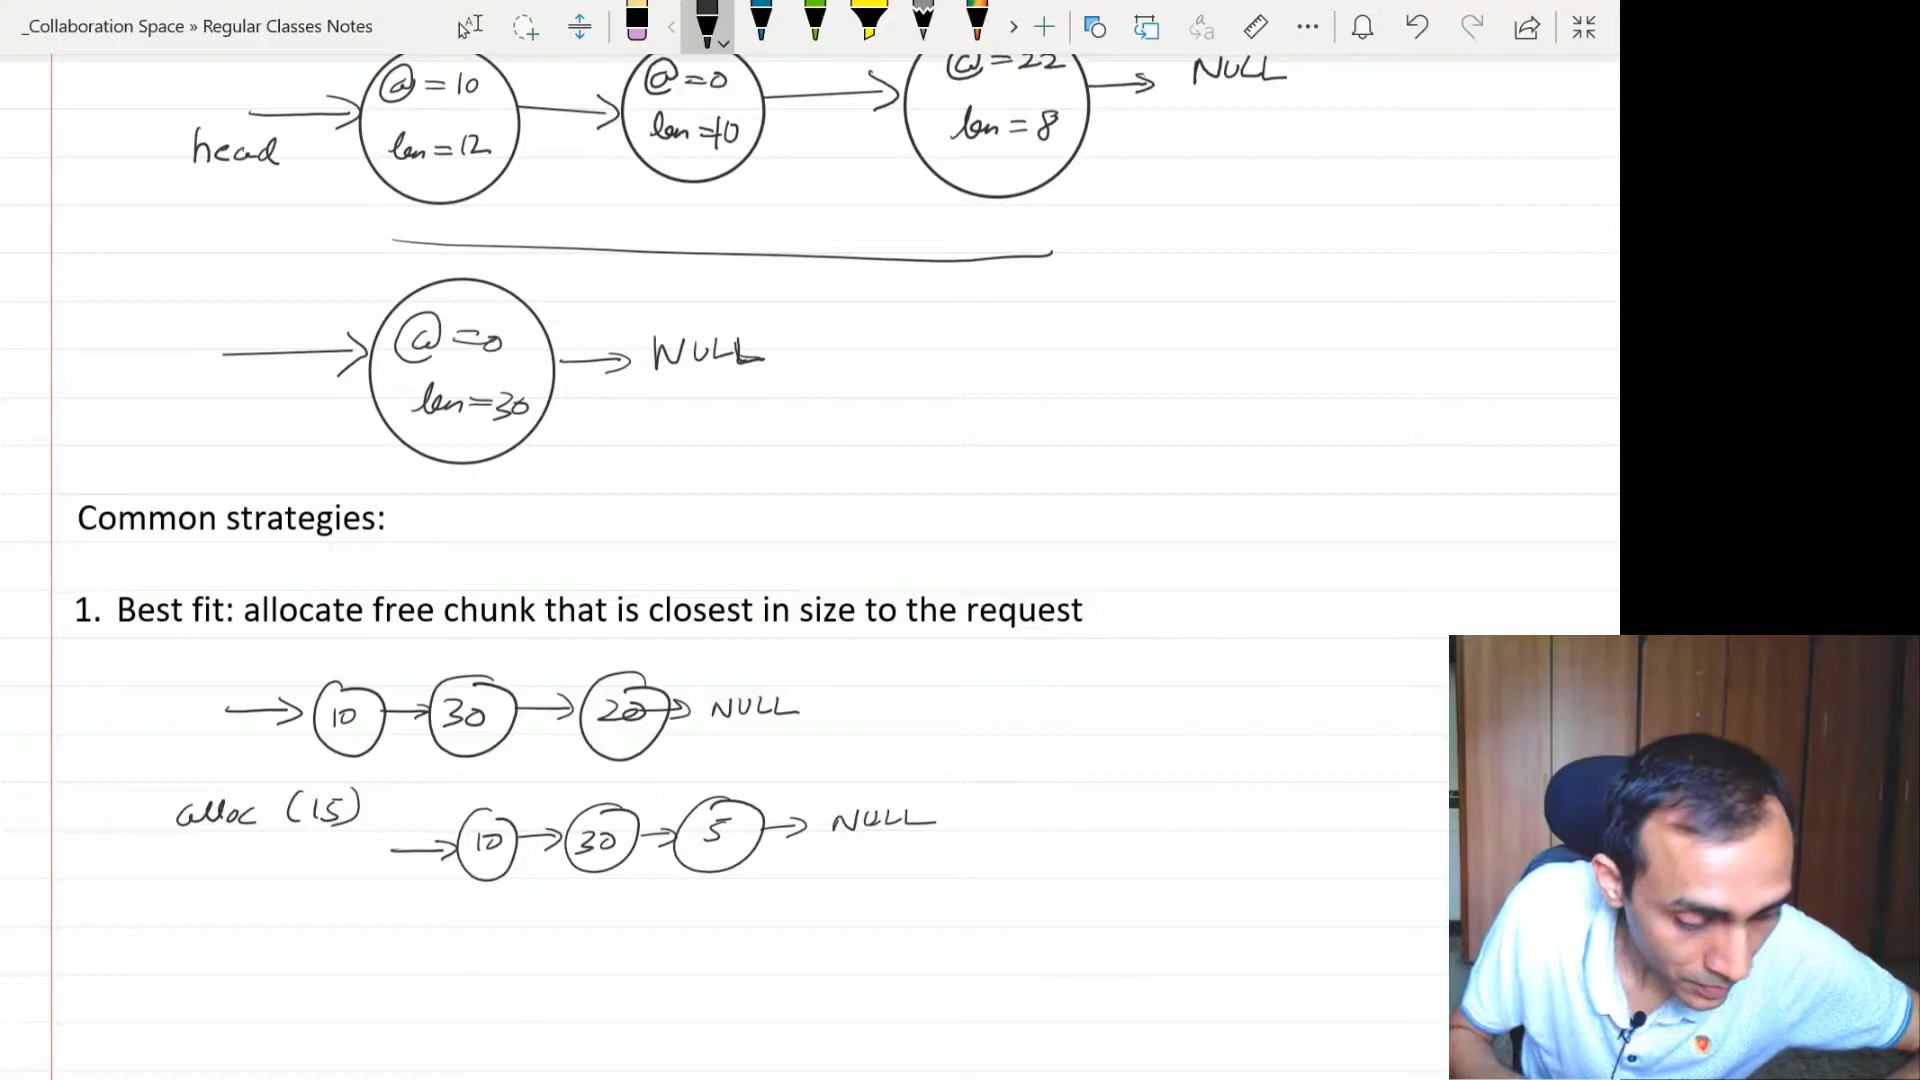 _Collaboration Space » Regular Classes Notes
@ = 10
@ = 0
@ = 22
NULL
head
len = 12
len = 10
len = 8
@ = 0
len = 30
NULL
Common strategies:
1. Best fit: allocate free chunk that is closest in size to the request
10 30 20 NULL
alloc (15)
10 30 5 NULL